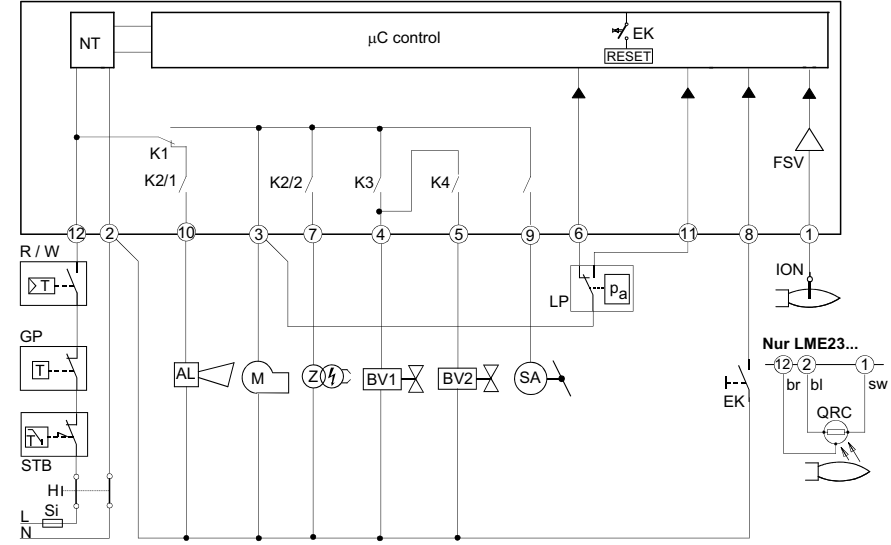 NT
µC control
EK
RESET
FSV
K1
K2/1
K2/2
K3
K4
12
2
10
3
7
4
5
9
6
11
8
1
R / W
T
GP
T
STB
T
H
Si
L
N
AL
M
Z
BV1
BV2
SA
LP
pa
EK
ION
Nur LME23...
12
2
1
br
bl
sw
QRC